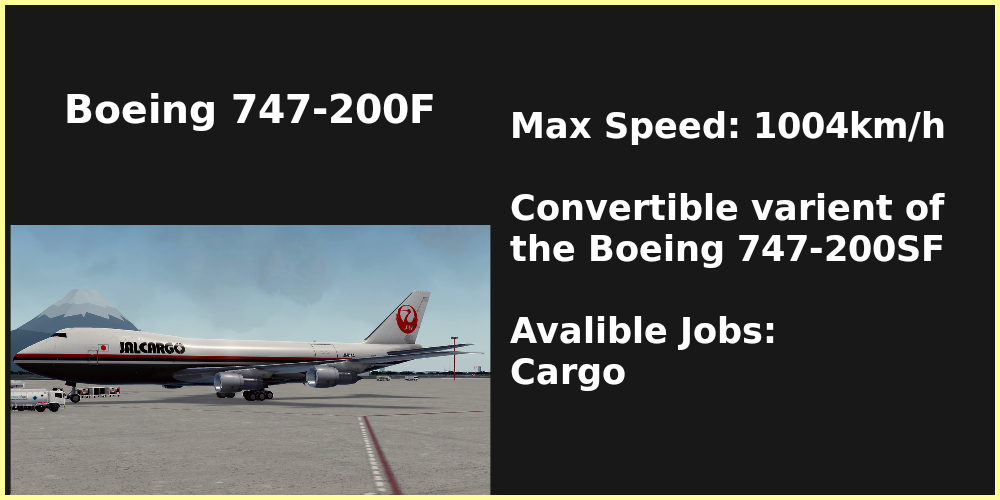 Boeing 747-200F
Max Speed: 1004km/h
Convertible varient of
the Boeing 747-200SF
Avalible Jobs:
Cargo
JALCARGO